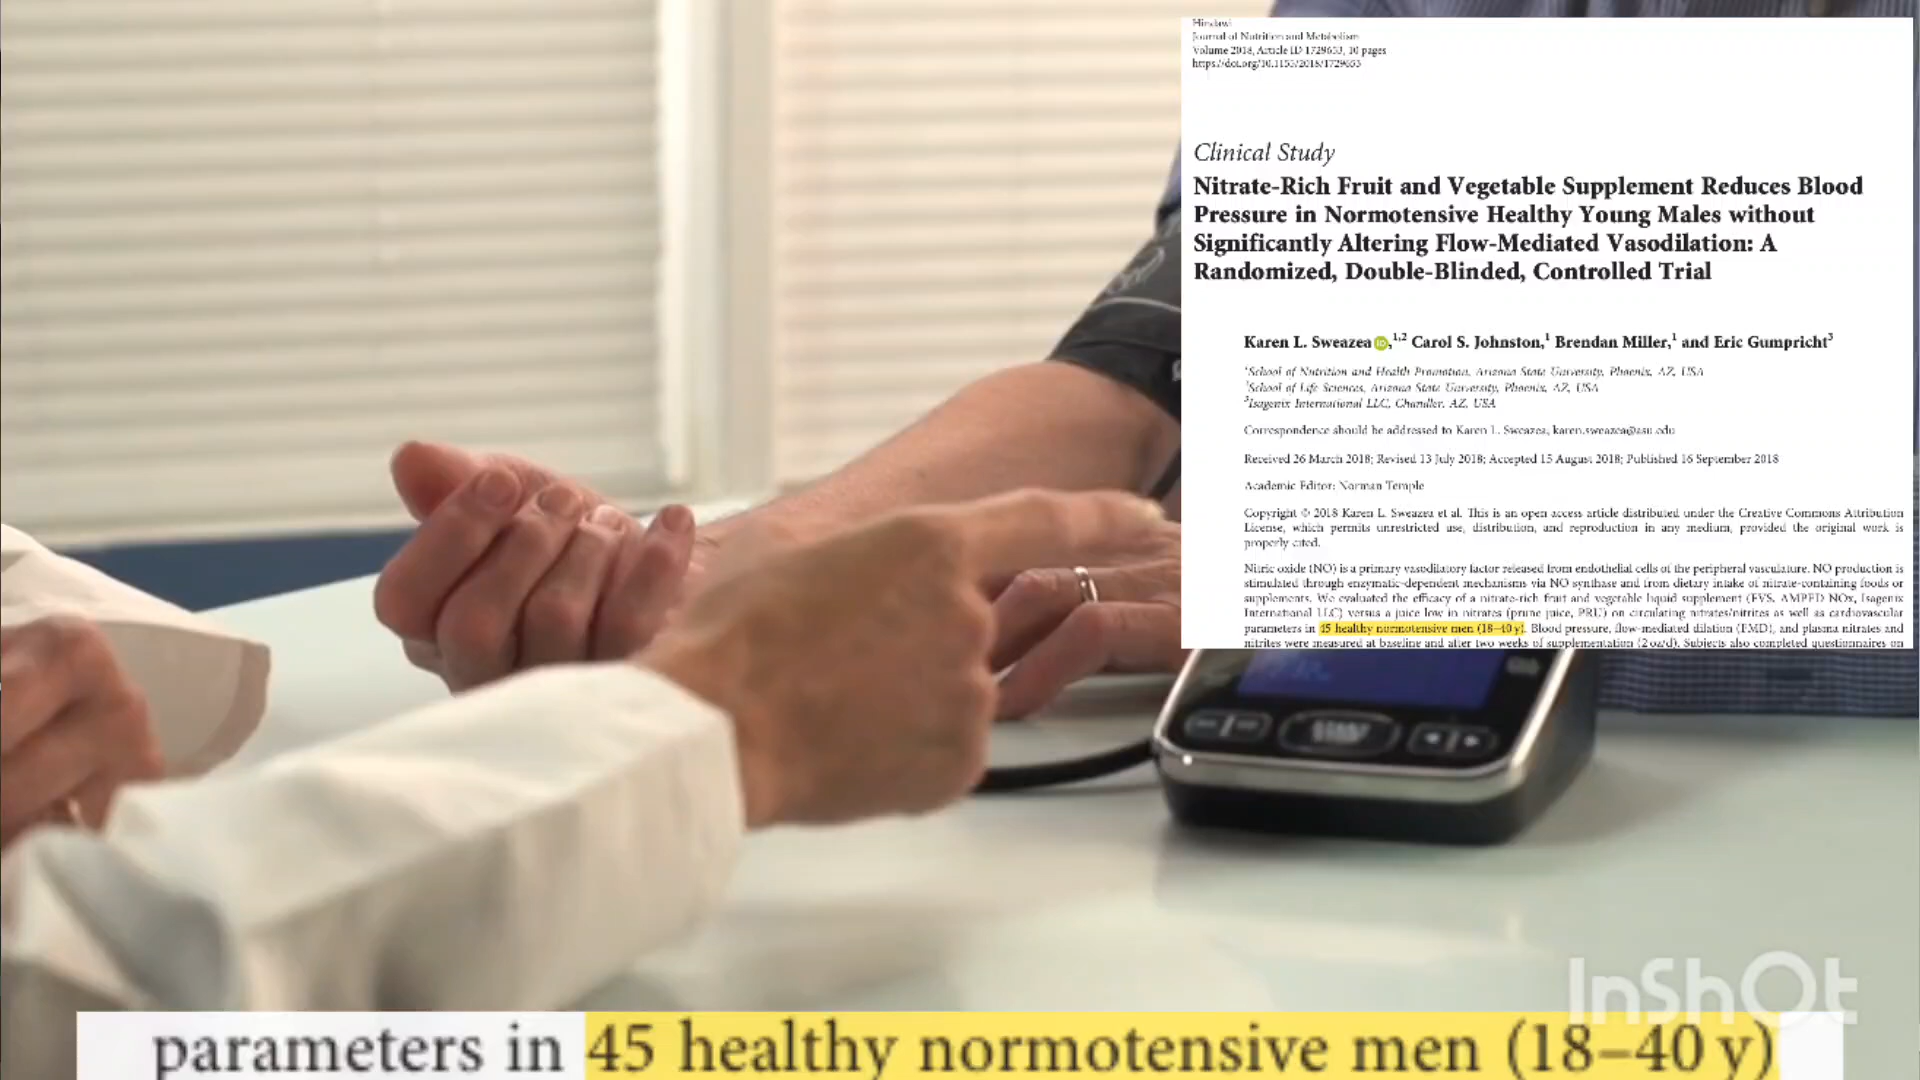 Hindawi
Journal of Nutrition and Metabolism
Volume 2018, Article ID 1729653, 10 pages
https://doi.org/10.1155/2018/1729653
Clinical Study
Nitrate-Rich Fruit and Vegetable Supplement Reduces Blood
Pressure in Normotensive Healthy Young Males without
Significantly Altering Flow-Mediated Vasodilation: A
Randomized, Double-Blinded, Controlled Trial
Karen L. Sweazea iD,1,2 Carol S. Johnston,1 Brendan Miller,1 and Eric Gumpricht3
1School of Nutrition and Health Promotion, Arizona State University, Phoenix, AZ, USA
2School of Life Sciences, Arizona State University, Phoenix, AZ, USA
3Isagenix International LLC, Chandler, AZ, USA
Correspondence should be addressed to Karen L. Sweazea; karen.sweazea@asu.edu
Received 26 March 2018; Revised 13 July 2018; Accepted 15 August 2018; Published 16 September 2018
Academic Editor: Norman Temple
Copyright © 2018 Karen L. Sweazea et al. This is an open access article distributed under the Creative Commons Attribution
License, which permits unrestricted use, distribution, and reproduction in any medium, provided the original work is
properly cited.
Nitric oxide (NO) is a primary vasodilatory factor released from endothelial cells of the peripheral vasculature. NO production is
stimulated through enzymatic-dependent mechanisms via NO synthase and from dietary intake of nitrate-containing foods or
supplements. We evaluated the efficacy of a nitrate-rich fruit and vegetable liquid supplement (FVS, AMPED NOx, Isagenix
International LLC) versus a juice low in nitrates (prune juice, PRU) on circulating nitrates/nitrites as well as cardiovascular
parameters in 45 healthy normotensive men (18–40 y). Blood pressure, flow-mediated dilation (FMD), and plasma nitrates and
nitrites were measured at baseline and after two weeks of supplementation (2 oz/d). Subjects also completed questionnaires on
InShOt
parameters in 45 healthy normotensive men (18–40 y)